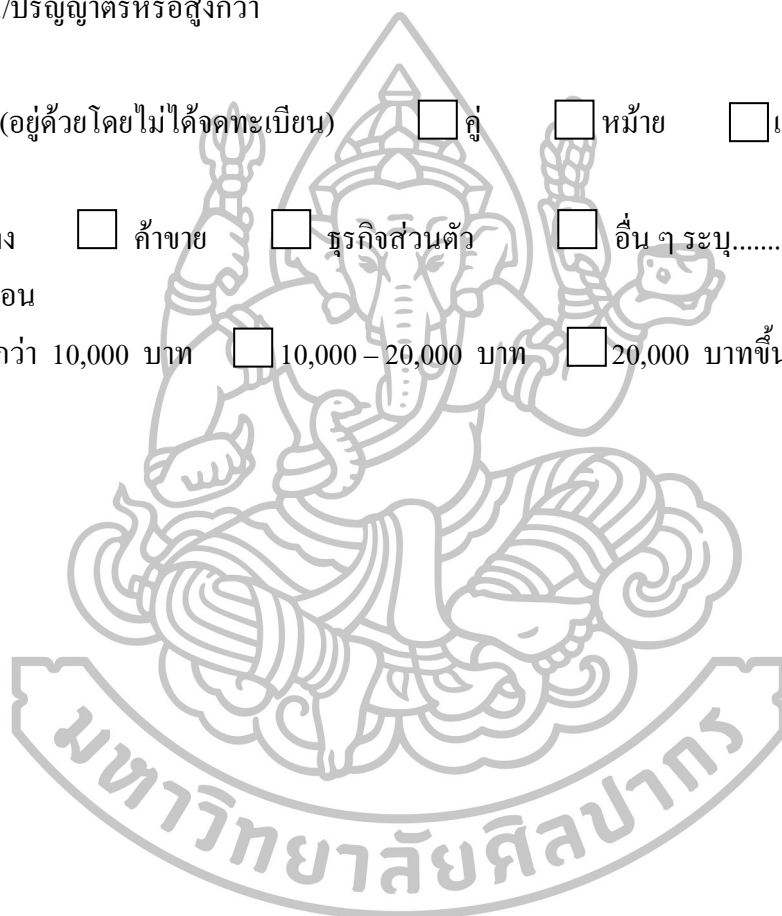 /ปริญญาตรีหรือสูงกว่า
(อยู่ด้วยโดยไม่ได้จดทะเบียน) คู่ หม้าย
ค้าขาย ธุรกิจส่วนตัว อื่น ๆ ระบุ.......
กว่า 10,000 บาท 10,000 – 20,000 บาท 20,000 บาทขึ้น
มหาวิทยาลัยศิลปากร